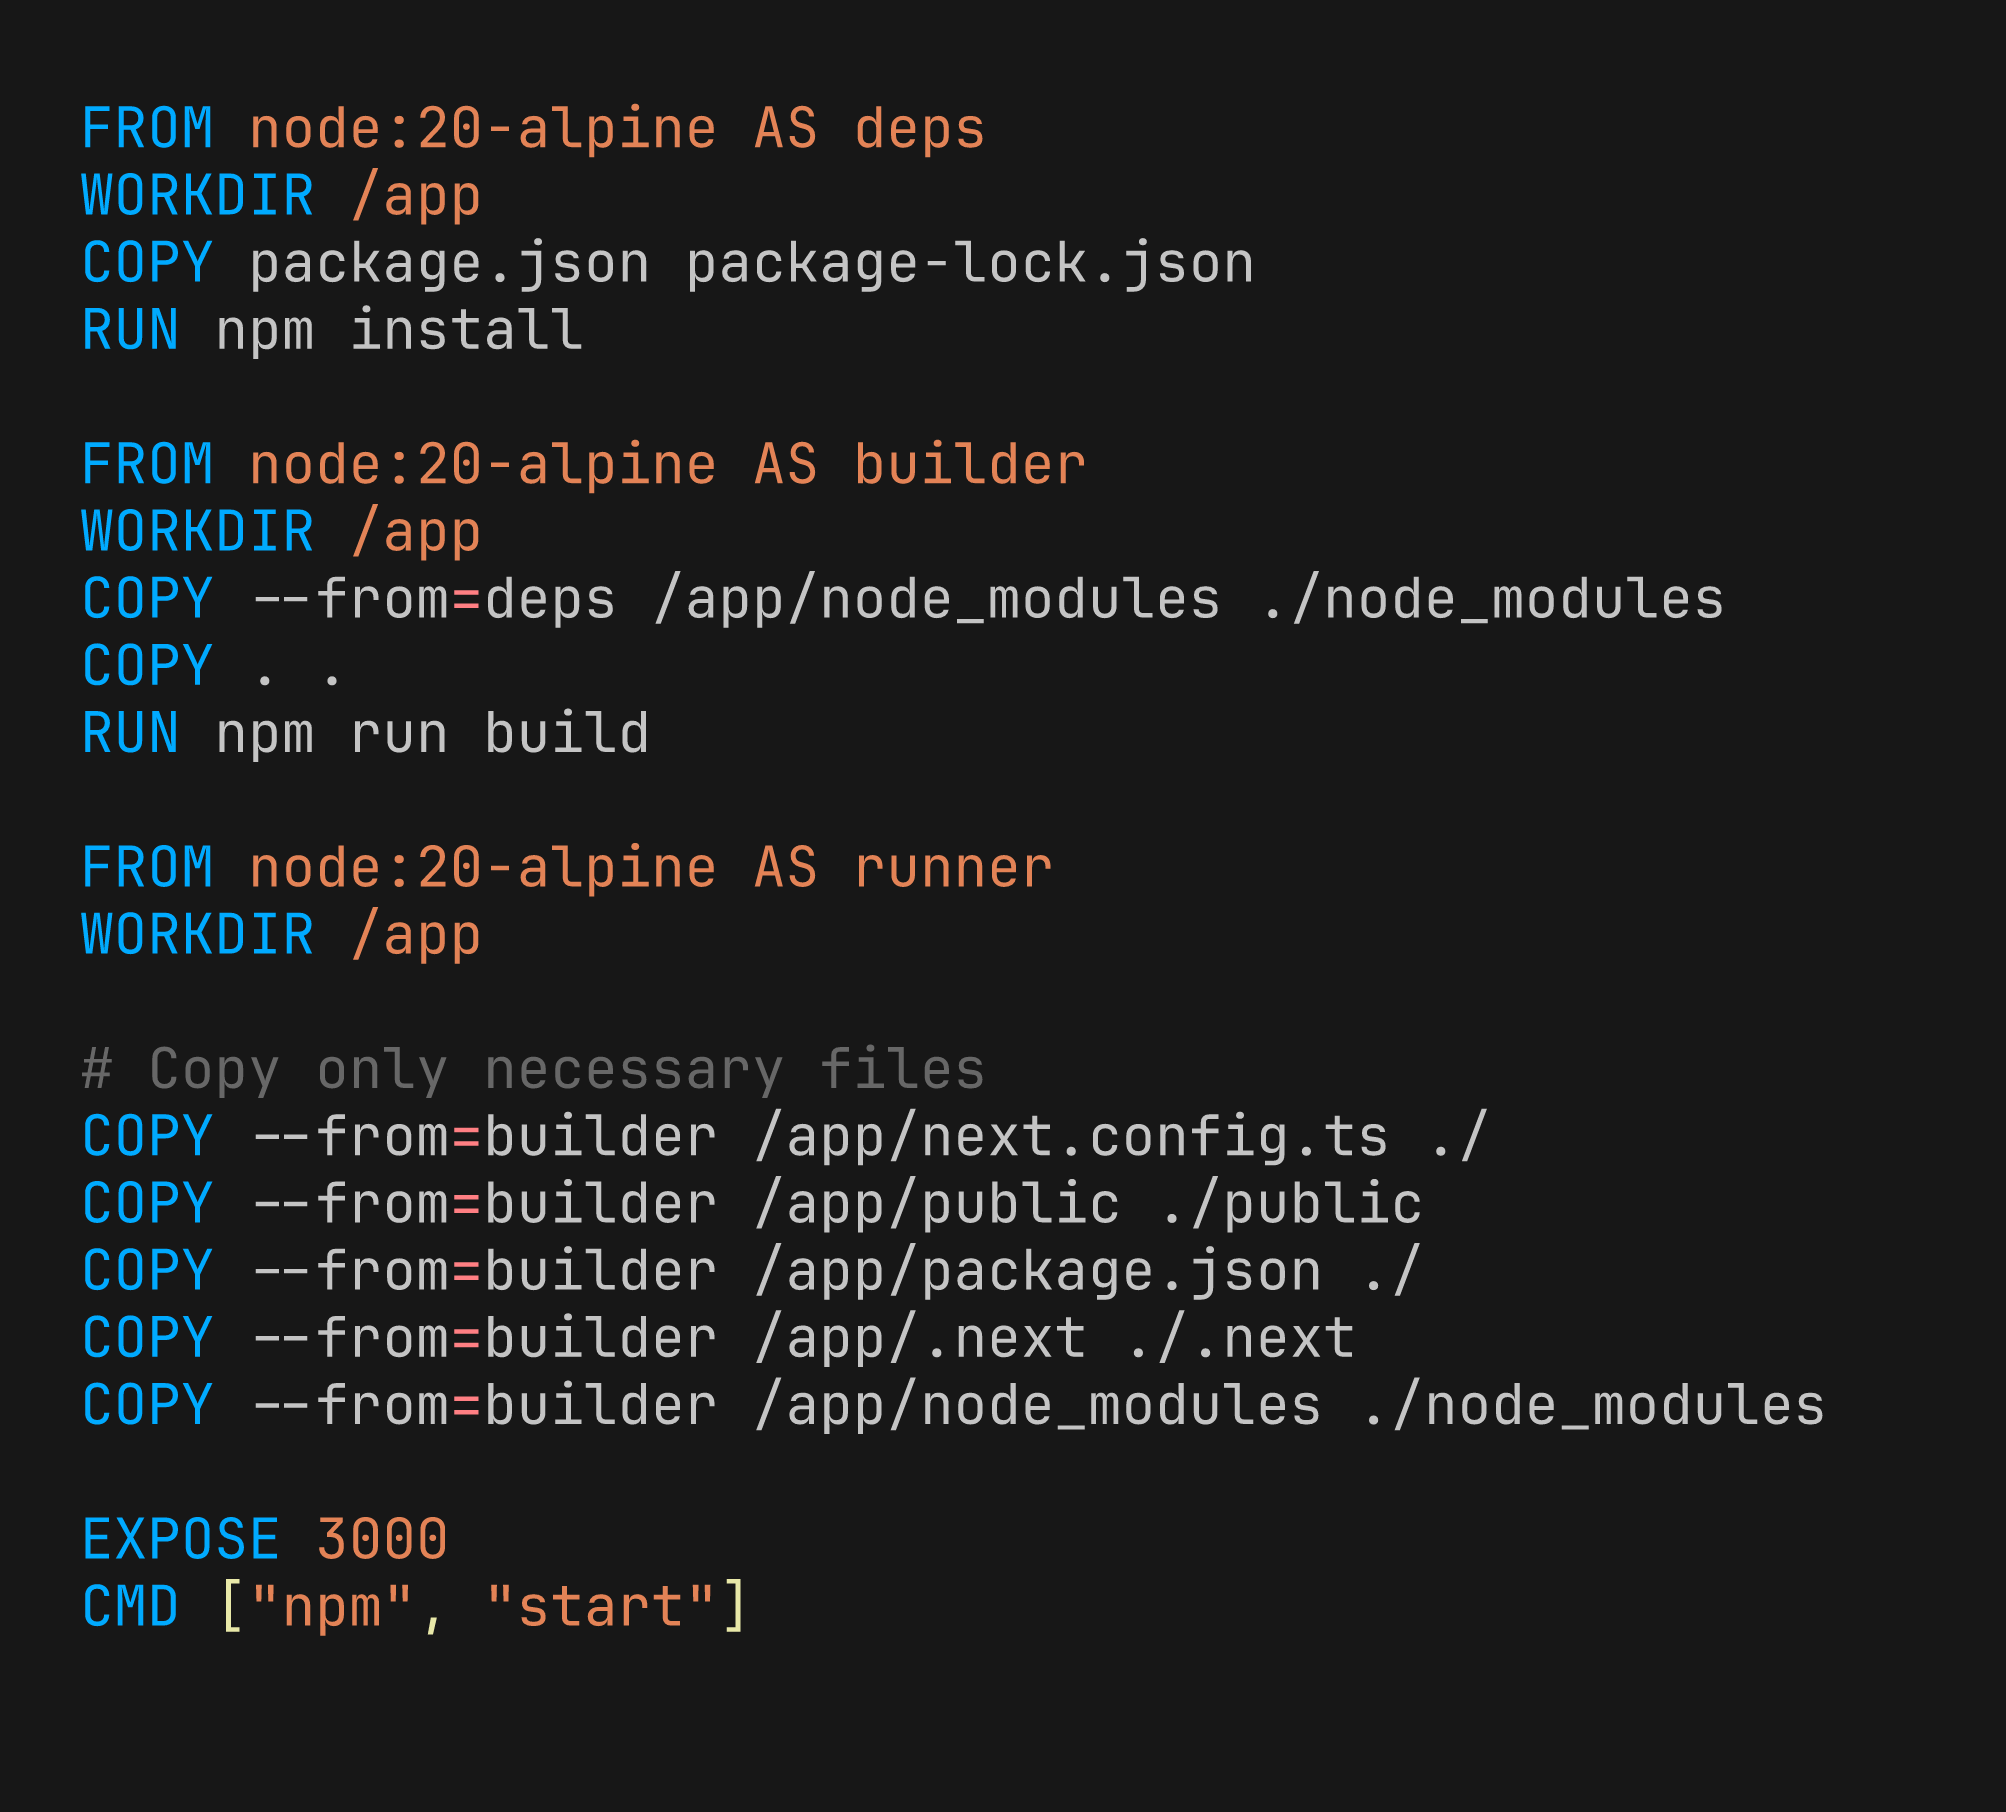 FROM node:20-alpine AS deps
WORKDIR /app
COPY package.json package-lock.json
RUN npm install

FROM node:20-alpine AS builder
WORKDIR /app
COPY --from=deps /app/node_modules ./node_modules
COPY . .
RUN npm run build

FROM node:20-alpine AS runner
WORKDIR /app

# Copy only necessary files
COPY --from=builder /app/next.config.ts ./
COPY --from=builder /app/public ./public
COPY --from=builder /app/package.json ./
COPY --from=builder /app/.next ./.next
COPY --from=builder /app/node_modules ./node_modules

EXPOSE 3000
CMD ["npm", "start"]